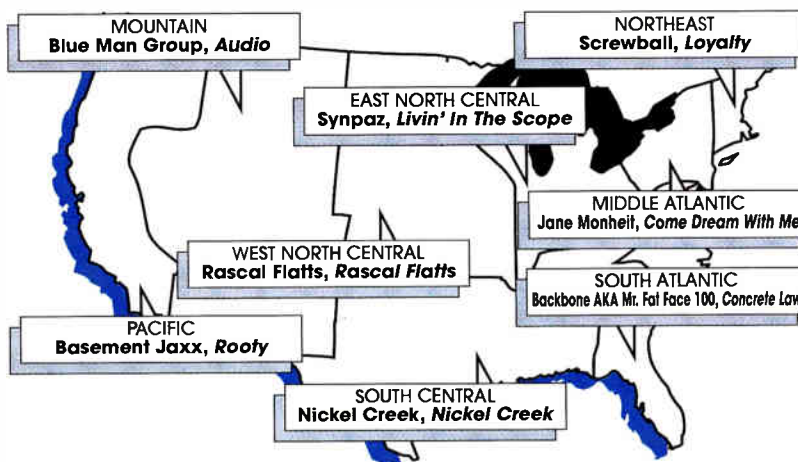 MOUNTAIN
Blue Man Group, Audio
NORTHEAST
Screwball, Loyalty
EAST NORTH CENTRAL
Synpaz, Livin' In The Scope
MIDDLE ATLANTIC
Jane Monheit, Come Dream With Me
WEST NORTH CENTRAL
Rascal Flatts, Rascal Flatts
SOUTH ATLANTIC
Backbone AKA Mr. Fat Face 100, Concrete Law
PACIFIC
Basement Jaxx, Rooty
SOUTH CENTRAL
Nickel Creek, Nickel Creek